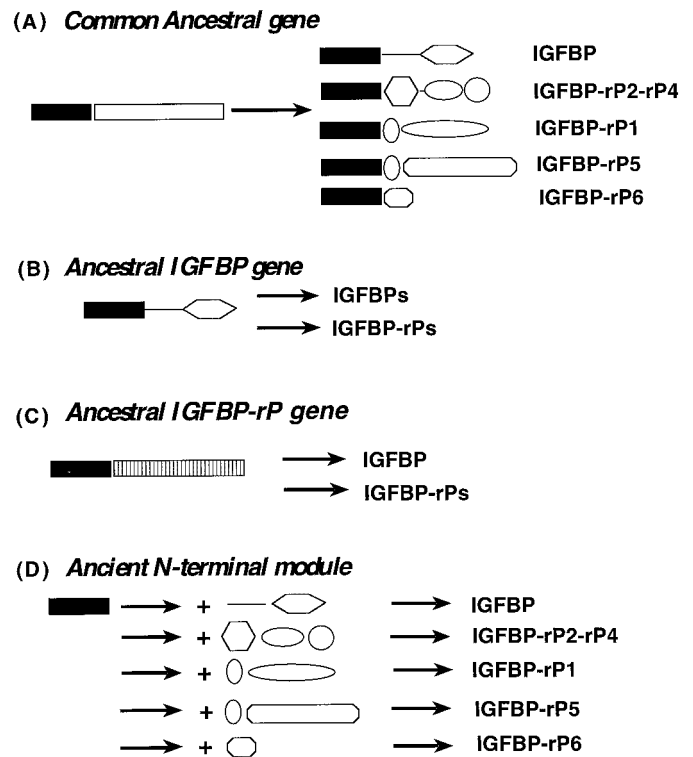 (A) Common Ancestral gene
IGFBP
IGFBP-rP2-rP4
IGFBP-rP1
IGFBP-rP5
IGFBP-rP6
(B) Ancestral IGFBP gene
IGFBPs
IGFBP-rPs
(C) Ancestral IGFBP-rP gene
IGFBP
IGFBP-rPs
(D) Ancient N-terminal module
+ IGFBP
+ IGFBP-rP2-rP4
+ IGFBP-rP1
+ IGFBP-rP5
+ IGFBP-rP6